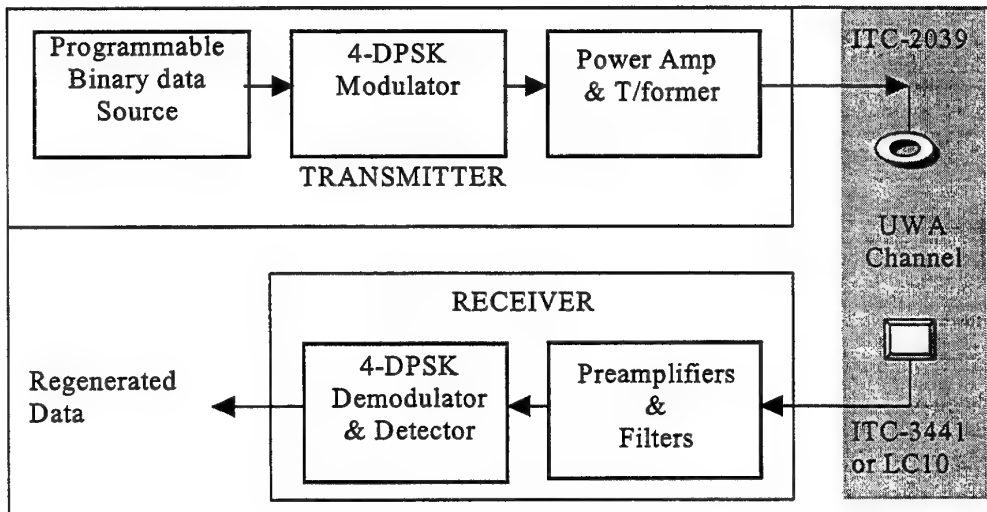 Programmable
Binary data
Source
4-DPSK
Modulator
Power Amp
& T/former
TRANSMITTER
ITC-2039
UWA
Channel
RECEIVER
Regenerated
Data
4-DPSK
Demodulator
& Detector
Preamplifiers
&
Filters
ITC-3441
or LC10